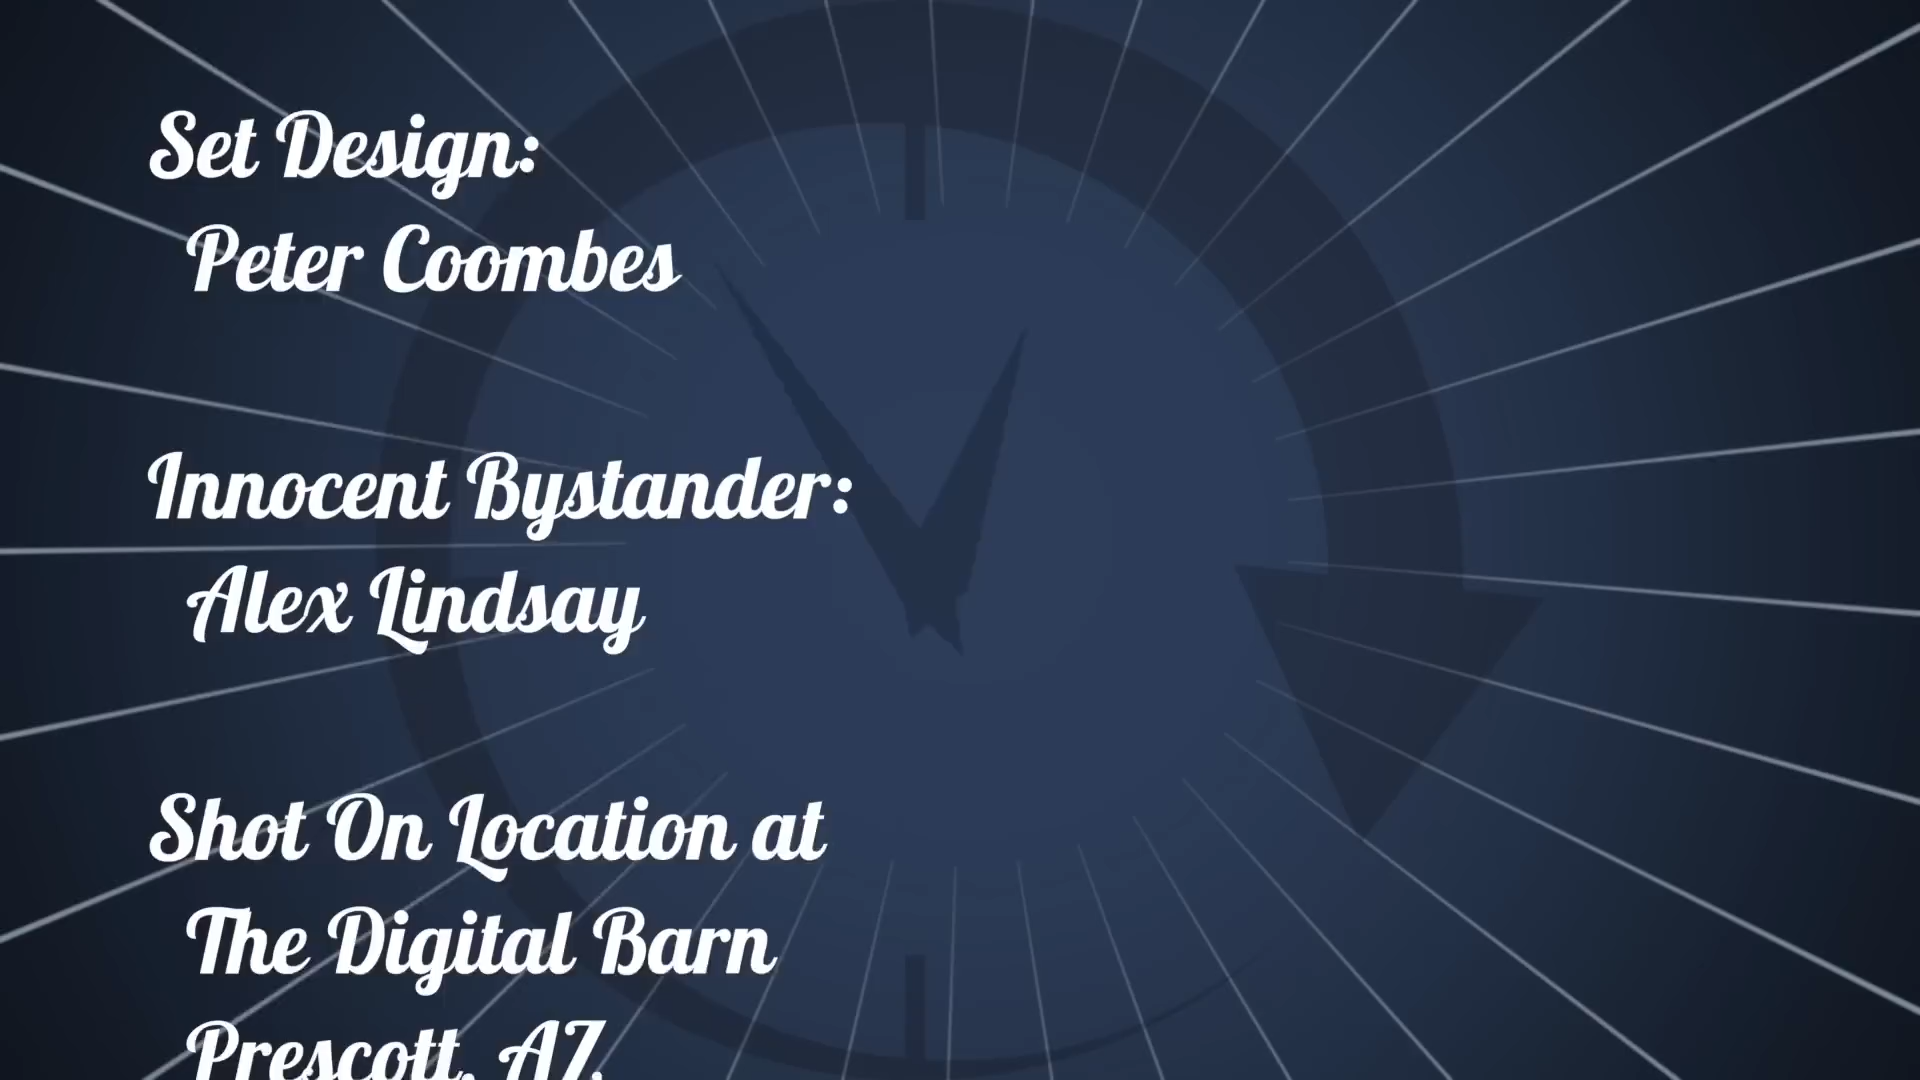 Set Design:
Peter Coombes
Innocent Bystander:
Alex Lindsay
Shot On Location at
The Digital Barn
Prescott, AZ